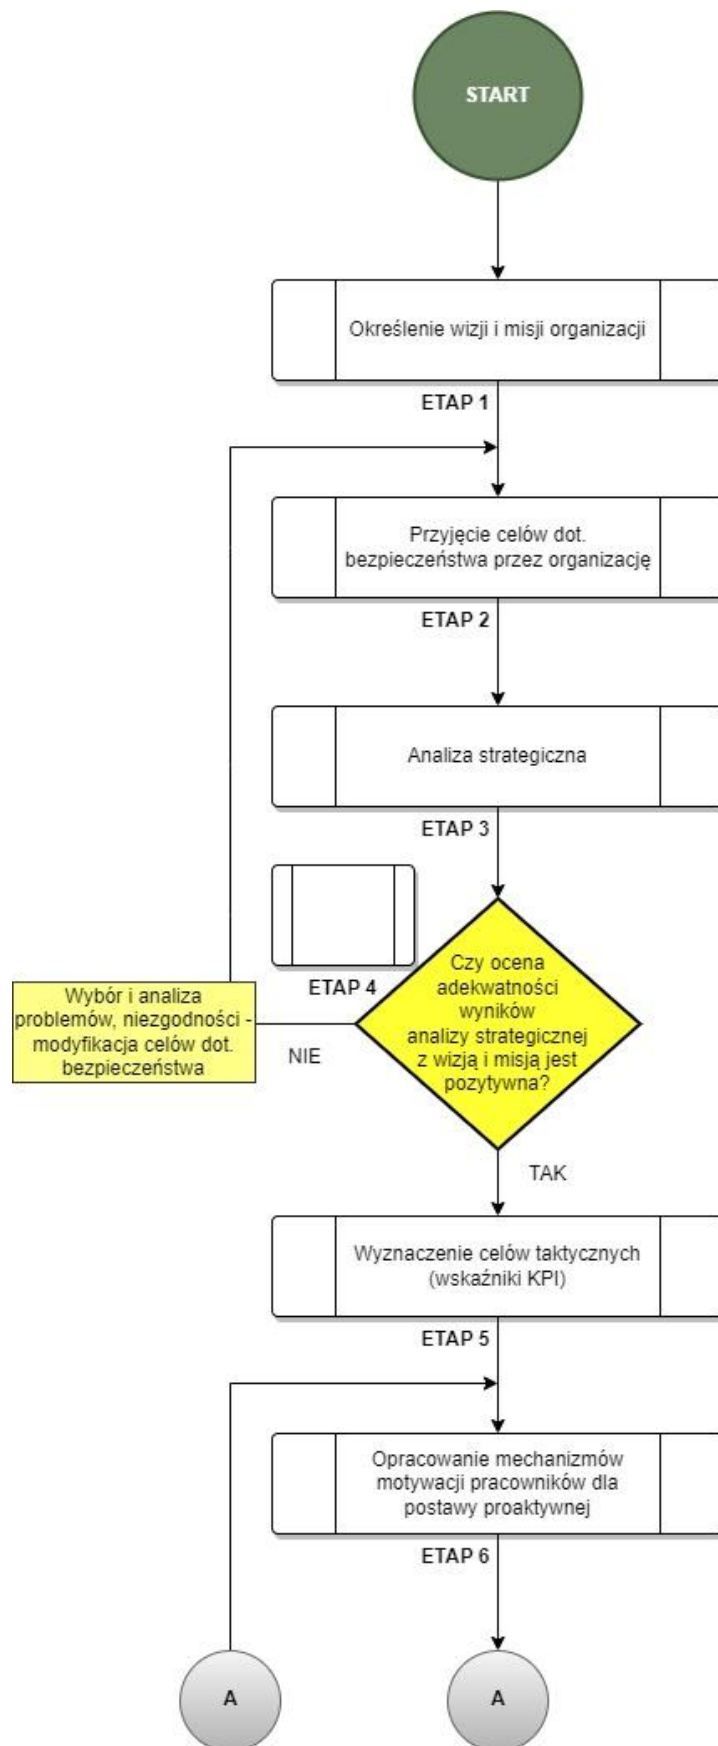 START
Określenie wizji i misji organizacji
ETAP 1
Przyjęcie celów dot.
bezpieczeństwa przez organizację
ETAP 2
Analiza strategiczna
ETAP 3
ETAP 4
Czy ocena
adekwatności
wyników
analizy strategicznej
z wizją i misją jest
pozytywna?
Wybór i analiza
problemów, niezgodności -
modyfikacja celów dot.
bezpieczeństwa
NIE
TAK
Wyznaczenie celów taktycznych
(wskaźniki KPI)
ETAP 5
Opracowanie mechanizmów
motywacji pracowników dla
postawy proaktywnej
ETAP 6
A
A